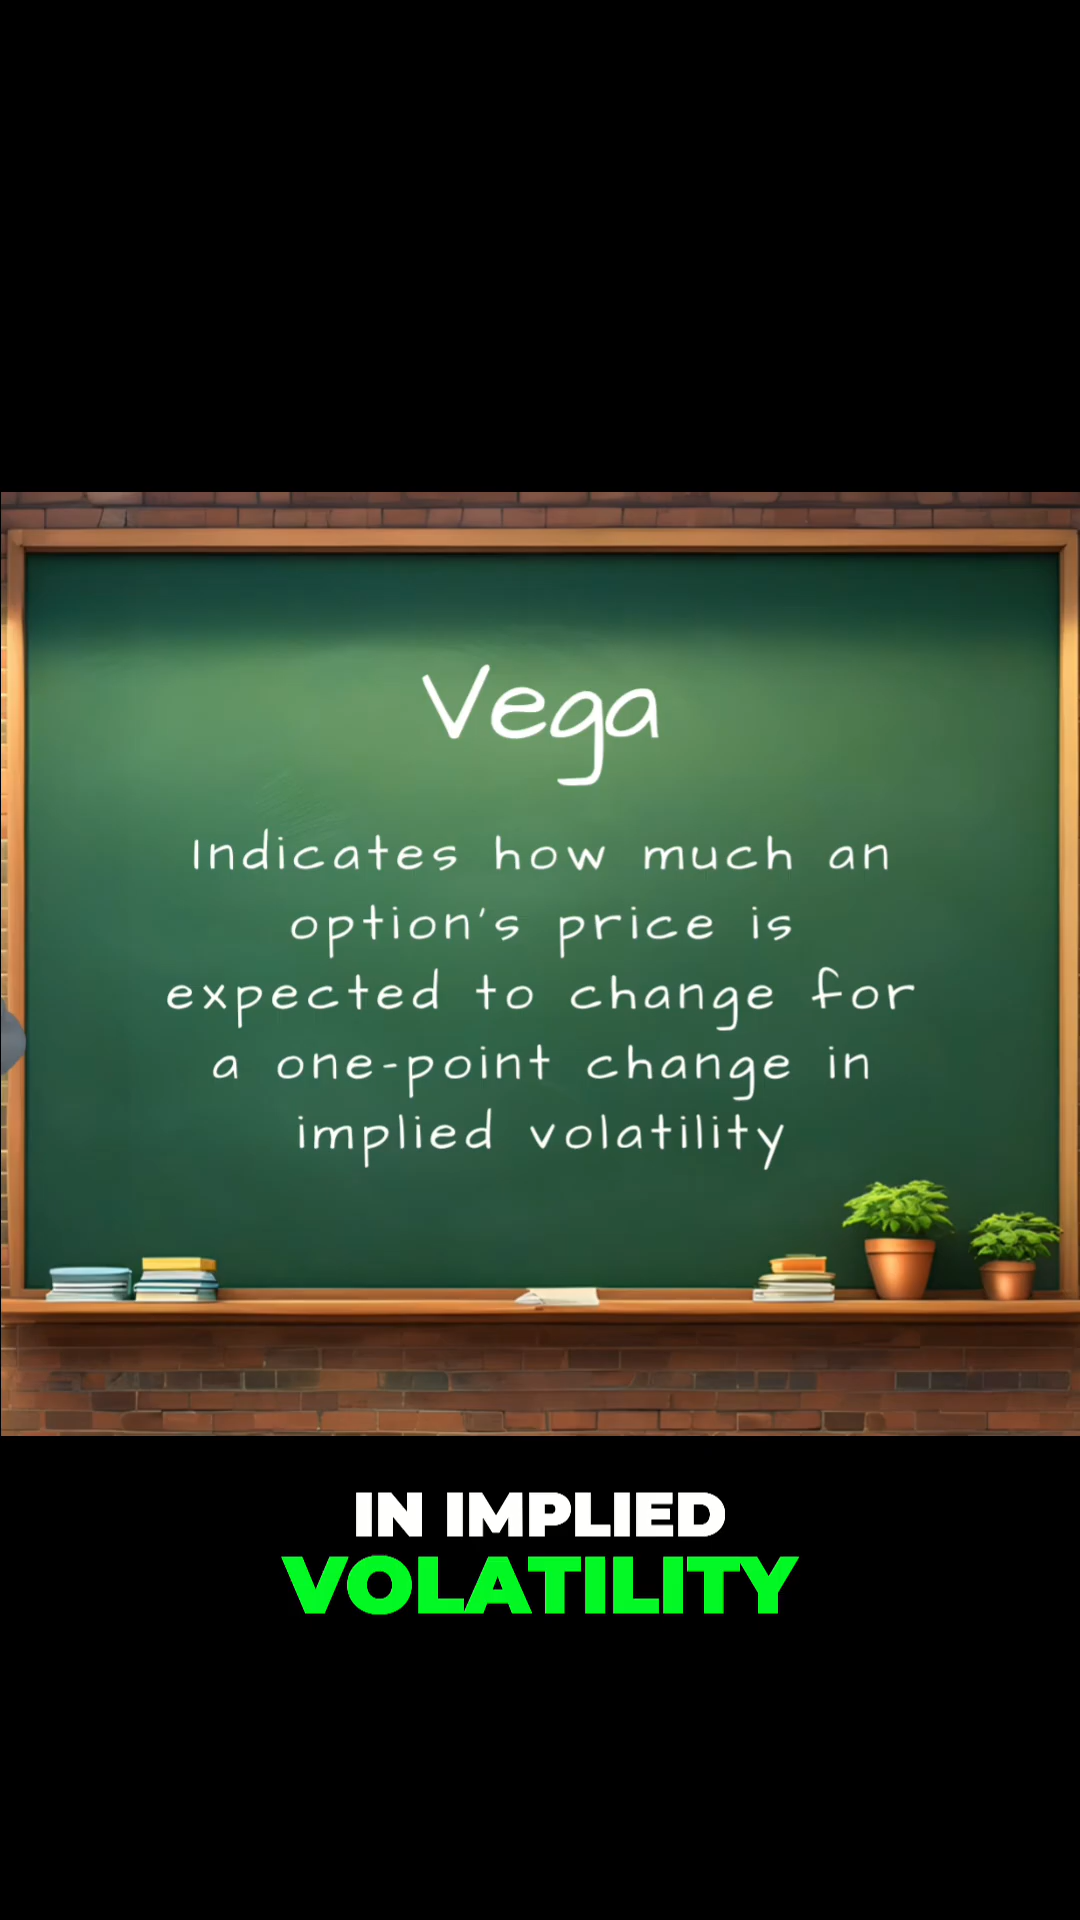 Vega
Indicates how much an
option's price is
expected to change for
a one-point change in
implied volatility
IN IMPLIED
VOLATILITY